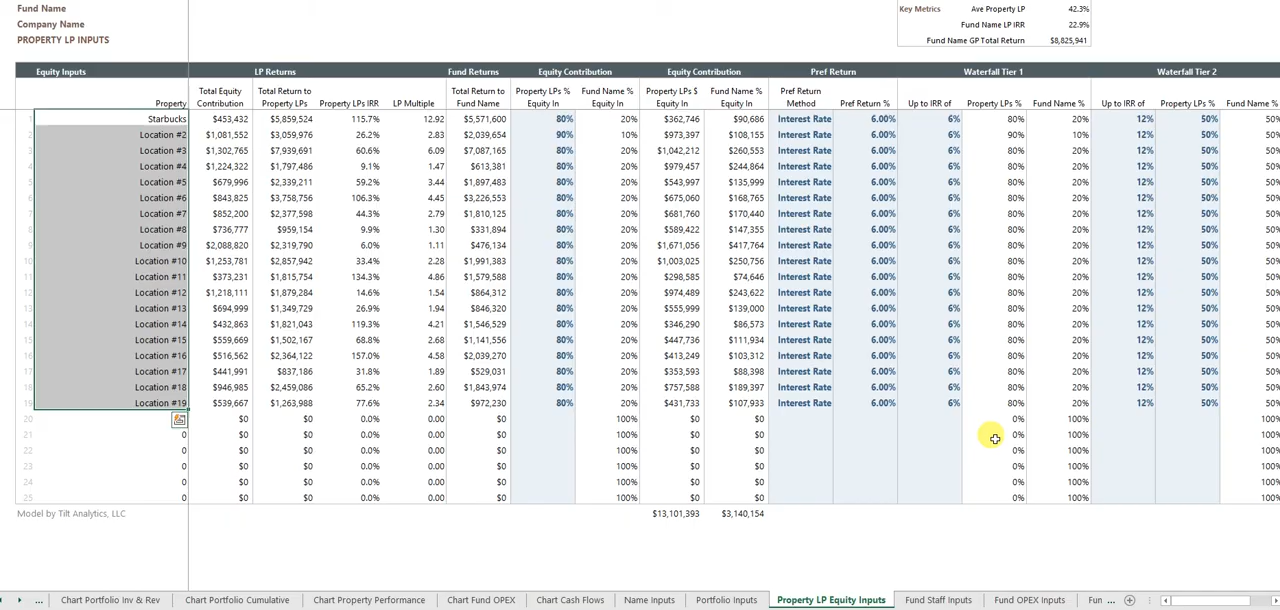 Fund Name
Company Name
PROPERTY LP INPUTS
Key Metrics Ave Property LP 42.3%
Fund Name LP IRR 22.9%
Fund Name GP Total Return $8,825,941
Equity Inputs LP Returns Fund Returns Equity Contribution Equity Contribution Pref Return Waterfall Tier 1 Waterfall Tier 2
Total Equity Total Return to Total Return to Property LPs % Fund Name % Property LPs $ Fund Name % Pref Return
Property Contribution Property LPs Property LPs IRR LP Multiple Fund Name Equity In Equity In Equity In Equity In Method Pref Return % Up to IRR of Property LPs % Fund Name % Up to IRR of Property LPs % Fund Name %
1 Starbucks $453,432 $5,859,524 115.7% 12.92 $5,571,600 80% 20% $362,746 $90,686 Interest Rate 6.00% 6% 80% 20% 12% 50% 50%
2 Location #2 $1,081,552 $3,059,976 26.2% 2.83 $2,039,654 90% 10% $973,397 $108,155 Interest Rate 6.00% 6% 90% 10% 12% 50% 50%
3 Location #3 $1,302,765 $7,939,691 60.6% 6.09 $7,087,165 80% 20% $1,042,212 $260,553 Interest Rate 6.00% 6% 80% 20% 12% 50% 50%
4 Location #4 $1,224,322 $1,797,486 9.1% 1.47 $613,381 80% 20% $979,457 $244,864 Interest Rate 6.00% 6% 80% 20% 12% 50% 50%
5 Location #5 $679,996 $2,339,211 59.2% 3.44 $1,897,483 80% 20% $543,997 $135,999 Interest Rate 6.00% 6% 80% 20% 12% 50% 50%
6 Location #6 $843,825 $3,758,756 106.3% 4.45 $3,226,553 80% 20% $675,060 $168,765 Interest Rate 6.00% 6% 80% 20% 12% 50% 50%
7 Location #7 $852,200 $2,377,598 44.3% 2.79 $1,810,125 80% 20% $681,760 $170,440 Interest Rate 6.00% 6% 80% 20% 12% 50% 50%
8 Location #8 $736,777 $959,154 9.9% 1.30 $331,894 80% 20% $589,422 $147,355 Interest Rate 6.00% 6% 80% 20% 12% 50% 50%
9 Location #9 $2,088,820 $2,319,790 6.0% 1.11 $476,134 80% 20% $1,671,056 $417,764 Interest Rate 6.00% 6% 80% 20% 12% 50% 50%
10 Location #10 $1,253,781 $2,857,942 33.4% 2.28 $1,991,383 80% 20% $1,003,025 $250,756 Interest Rate 6.00% 6% 80% 20% 12% 50% 50%
11 Location #11 $373,231 $1,815,754 134.3% 4.86 $1,579,588 80% 20% $298,585 $74,646 Interest Rate 6.00% 6% 80% 20% 12% 50% 50%
12 Location #12 $1,218,111 $1,879,284 14.6% 1.54 $864,312 80% 20% $974,489 $243,622 Interest Rate 6.00% 6% 80% 20% 12% 50% 50%
13 Location #13 $694,999 $1,349,729 26.9% 1.94 $846,320 80% 20% $555,999 $139,000 Interest Rate 6.00% 6% 80% 20% 12% 50% 50%
14 Location #14 $432,863 $1,821,043 119.3% 4.21 $1,546,529 80% 20% $346,290 $86,573 Interest Rate 6.00% 6% 80% 20% 12% 50% 50%
15 Location #15 $559,669 $1,502,167 68.8% 2.68 $1,141,556 80% 20% $447,736 $111,934 Interest Rate 6.00% 6% 80% 20% 12% 50% 50%
16 Location #16 $516,562 $2,364,122 157.0% 4.58 $2,039,270 80% 20% $413,249 $103,312 Interest Rate 6.00% 6% 80% 20% 12% 50% 50%
17 Location #17 $441,991 $837,186 31.8% 1.89 $529,031 80% 20% $353,593 $88,398 Interest Rate 6.00% 6% 80% 20% 12% 50% 50%
18 Location #18 $946,985 $2,459,086 65.2% 2.60 $1,843,974 80% 20% $757,588 $189,397 Interest Rate 6.00% 6% 80% 20% 12% 50% 50%
19 Location #19 $539,667 $1,263,988 77.6% 2.34 $972,230 80% 20% $431,733 $107,933 Interest Rate 6.00% 6% 80% 20% 12% 50% 50%
20 $0 $0 0.0% 0.00 $0 100% $0 $0 0% 100% 100%
21 0 $0 $0 0.0% 0.00 $0 100% $0 $0 0% 100% 100%
22 0 $0 $0 0.0% 0.00 $0 100% $0 $0 0% 100% 100%
23 0 $0 $0 0.0% 0.00 $0 100% $0 $0 0% 100% 100%
24 0 $0 $0 0.0% 0.00 $0 100% $0 $0 0% 100% 100%
25 0 $0 $0 0.0% 0.00 $0 100% $0 $0 0% 100% 100%
Model by Tilt Analytics, LLC $13,101,393 $3,140,154
... Chart Portfolio Inv & Rev Chart Portfolio Cumulative Chart Property Performance Chart Fund OPEX Chart Cash Flows Name Inputs Portfolio Inputs Property LP Equity Inputs Fund Staff Inputs Fund OPEX Inputs Fun ...